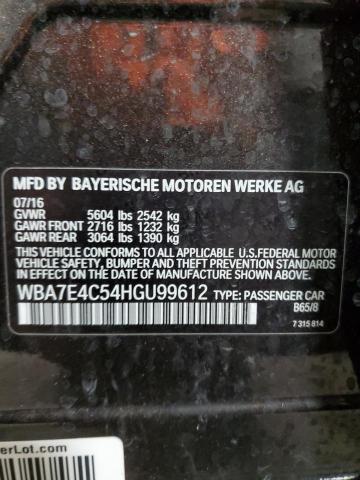 MFD BY BAYERISCHE MOTOREN WERKE AG
07/16
GVWR 5604 lbs 2542 kg
GAWR FRONT 2716 lbs 1232 kg
GAWR REAR 3064 lbs 1390 kg
THIS VEHICLE CONFORMS TO ALL APPLICABLE U.S.FEDERAL MOTOR
VEHICLE SAFETY, BUMPER AND THEFT PREVENTION STANDARDS
IN EFFECT ON THE DATE OF MANUFACTURE SHOWN ABOVE.
WBA7E4C54HGU99612 TYPE: PASSENGER CAR
B65/8
7 315 814
erLot.com